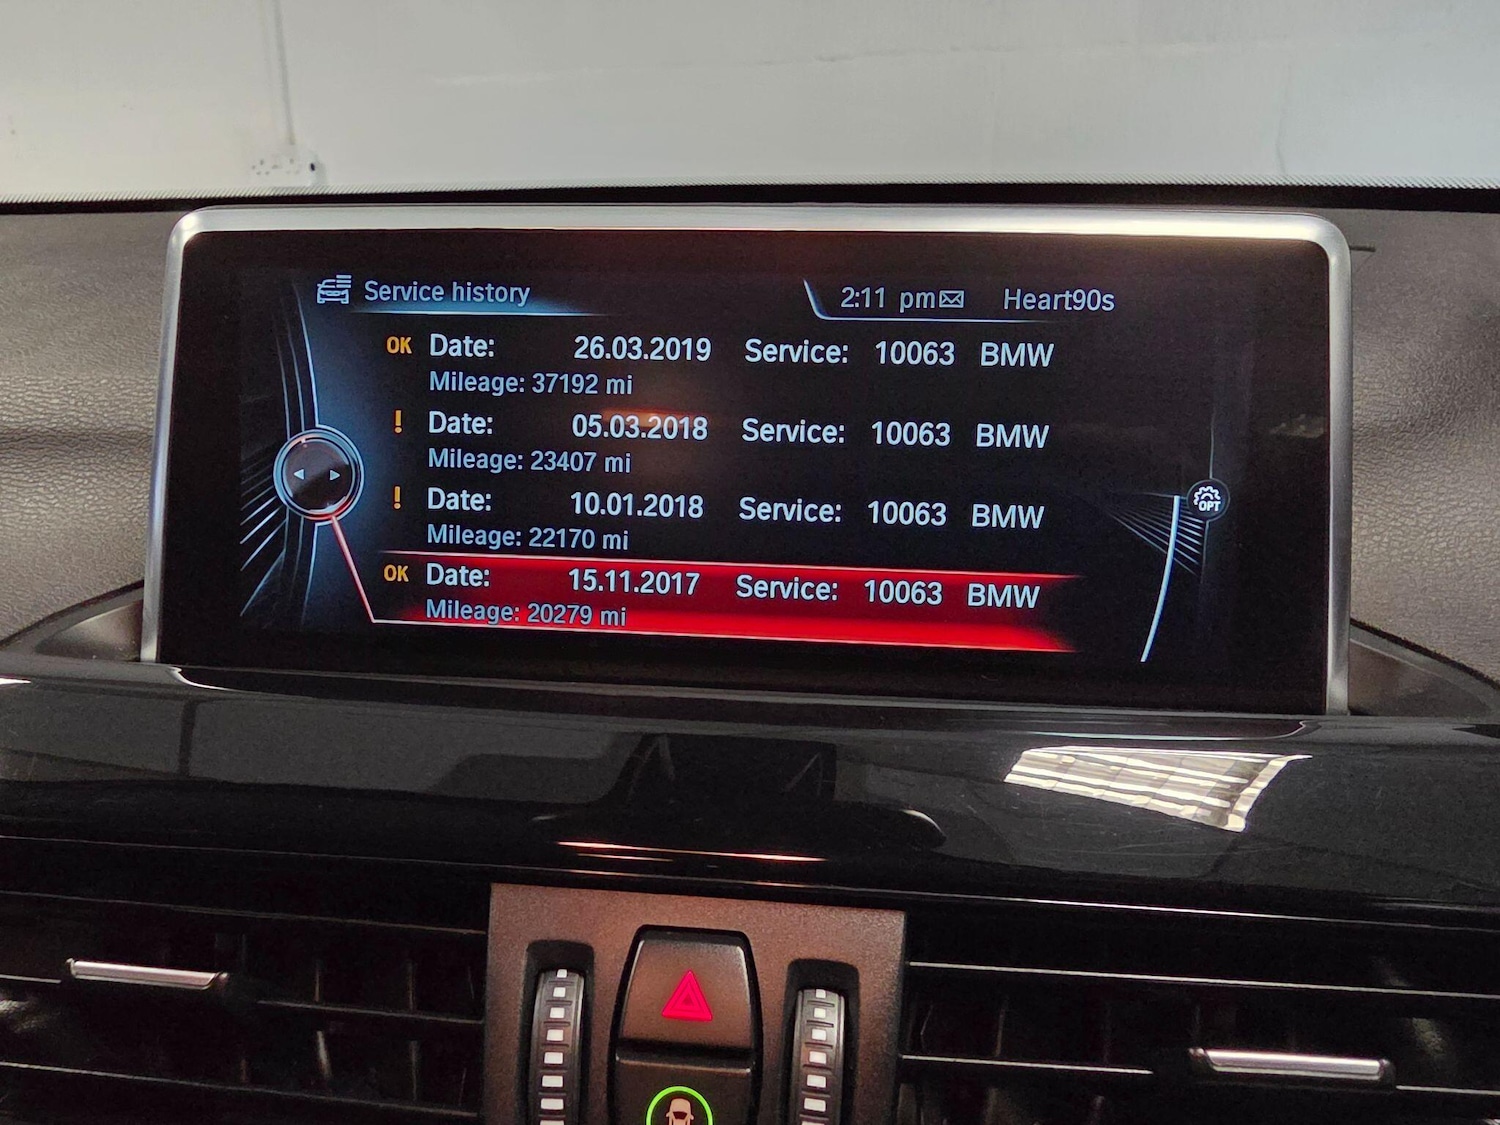 Service history
2:11 pm Heart90s
OK Date: 26.03.2019 Service: 10063 BMW
Mileage: 37192 mi
! Date: 05.03.2018 Service: 10063 BMW
Mileage: 23407 mi
! Date: 10.01.2018 Service: 10063 BMW
Mileage: 22170 mi
OK Date: 15.11.2017 Service: 10063 BMW
Mileage: 20279 mi
OPT